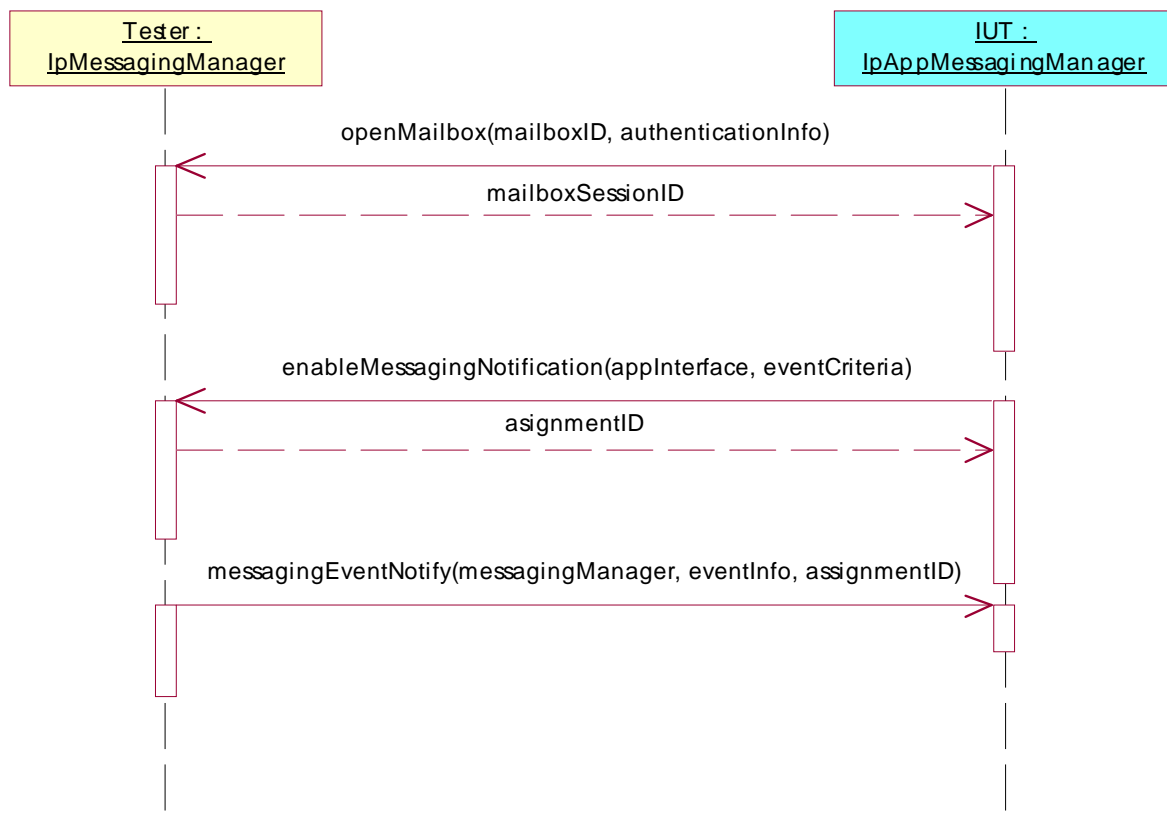 Tester :
IpMessagingManager
IUT :
IpAppMessagingManager
openMailbox(mailboxID, authenticationInfo)
mailboxSessionID
enableMessagingNotification(appInterface, eventCriteria)
asignmentID
messagingEventNotify(messagingManager, eventInfo, assignmentID)